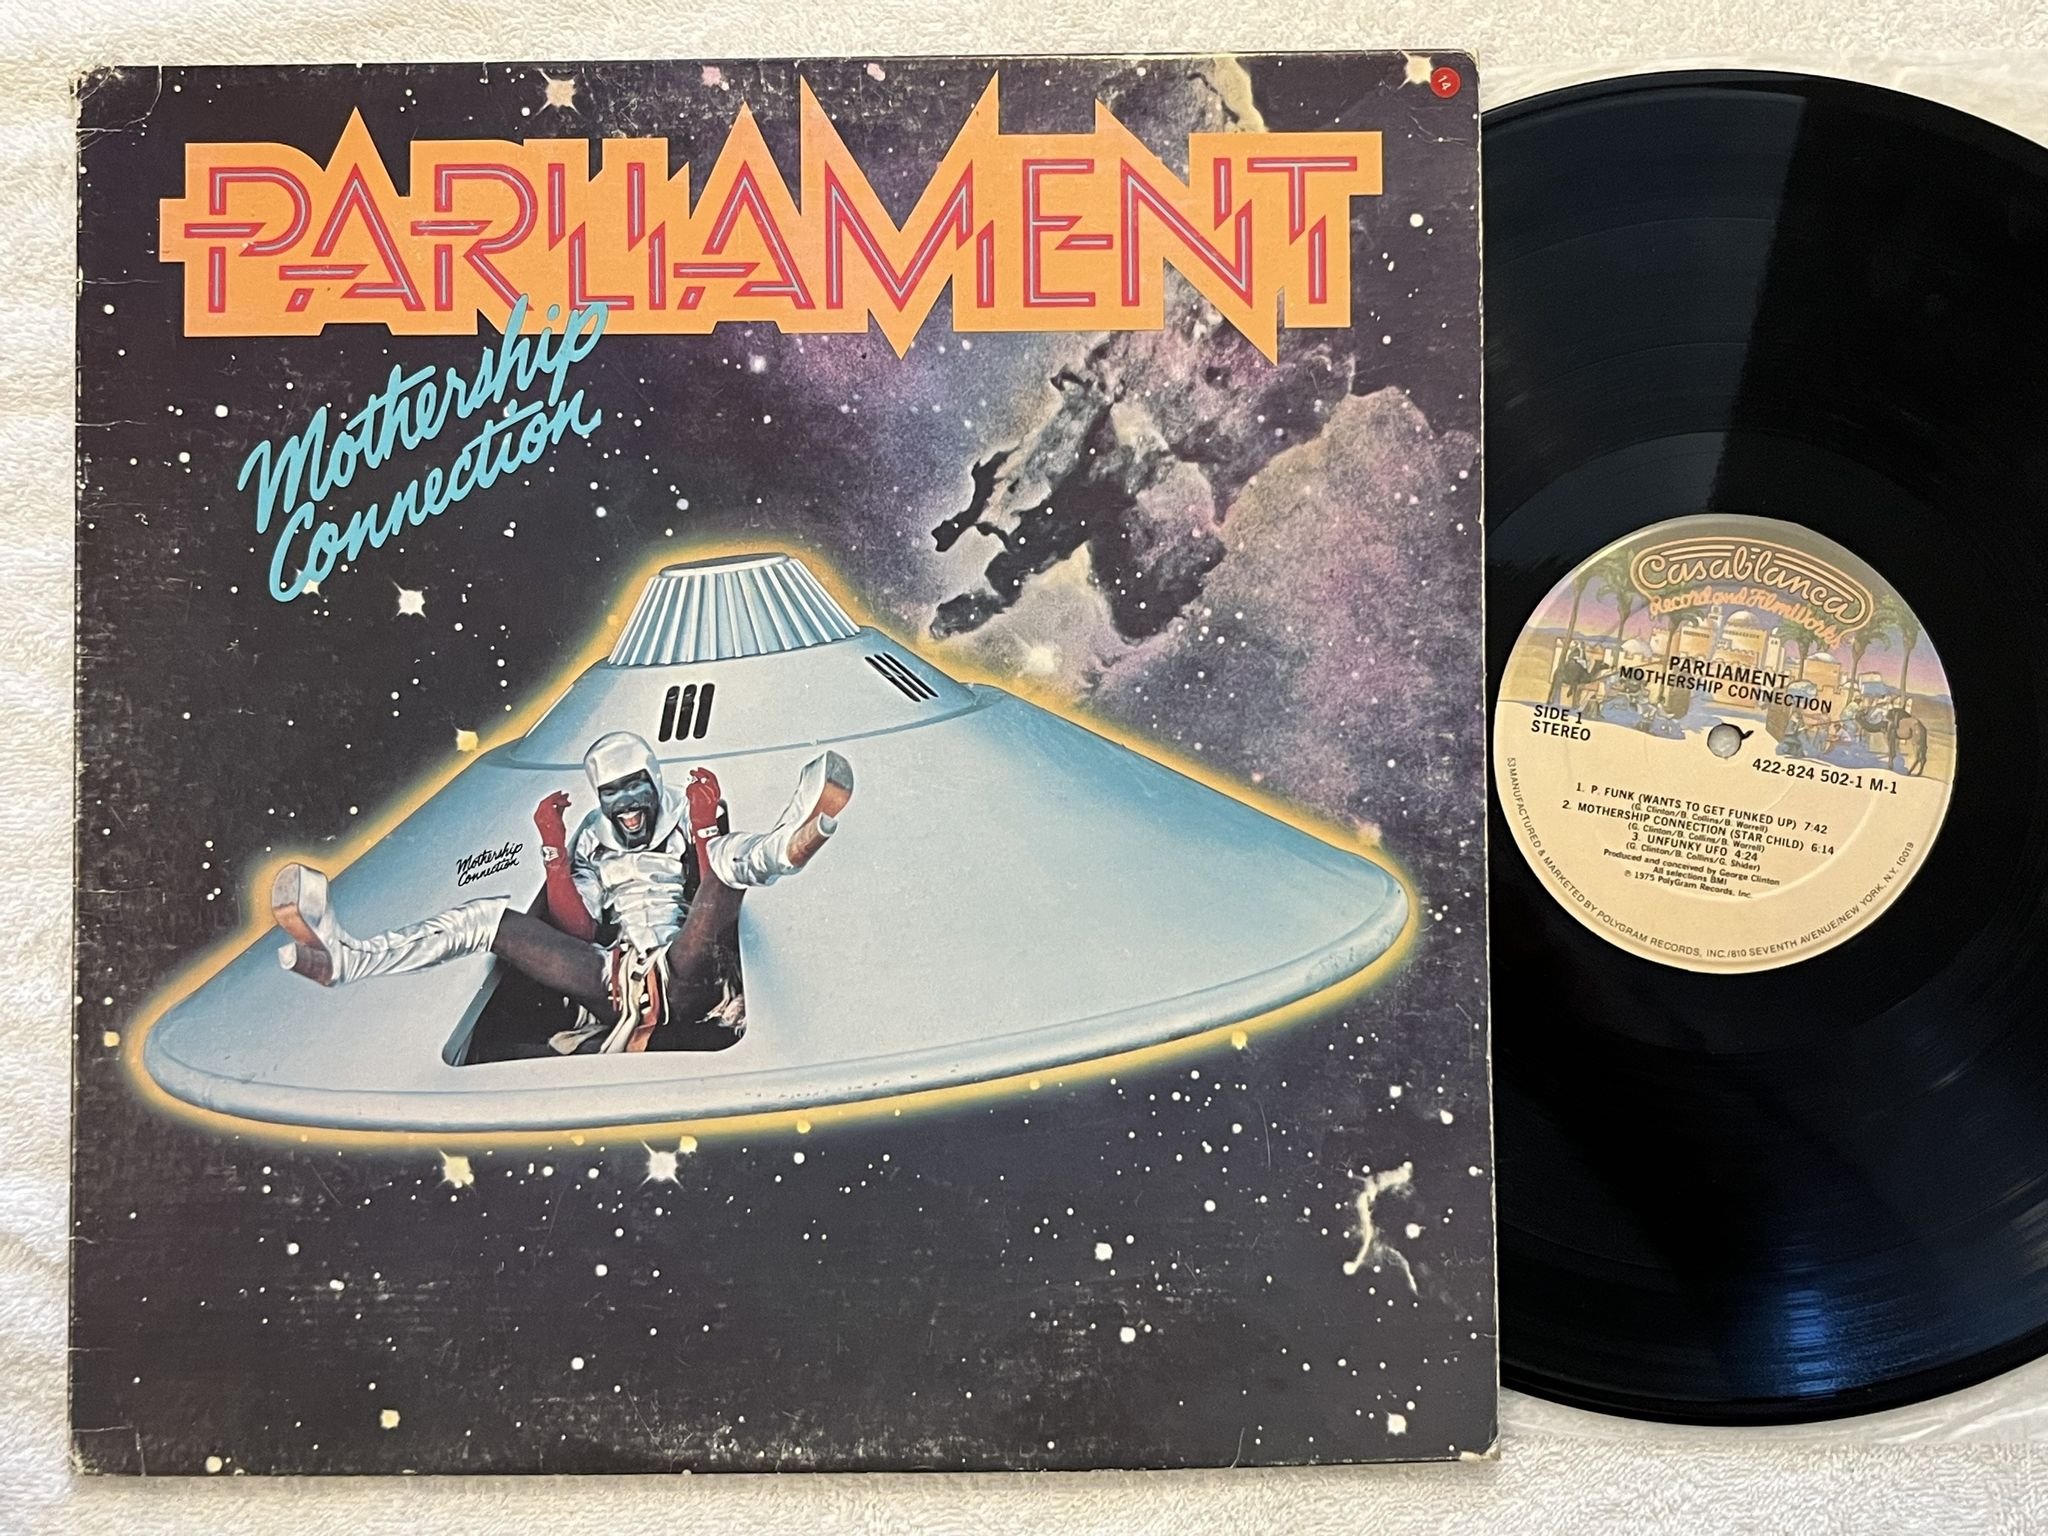 PARLIAMENT
Mothership
Connection
14
Mothership
Connection
Casablanca
Record and FilmWorks
PARLIAMENT
MOTHERSHIP CONNECTION
SIDE 1
STEREO
422-824 502-1 M-1
1. P. FUNK (WANTS TO GET FUNKED UP) 7:42
(G. Clinton/B. Collins/B. Worrell)
2. MOTHERSHIP CONNECTION (STAR CHILD) 6:14
(G. Clinton/B. Collins/B. Worrell)
3. UNFUNKY UFO 4:24
(G. Clinton/B. Collins/G. Shider)
Produced and conceived by George Clinton
All selections BMI
℗ 1975 PolyGram Records, Inc.
53 MANUFACTURED & MARKETED BY POLYGRAM RECORDS, INC./810 SEVENTH AVENUE/NEW YORK, N.Y. 10019